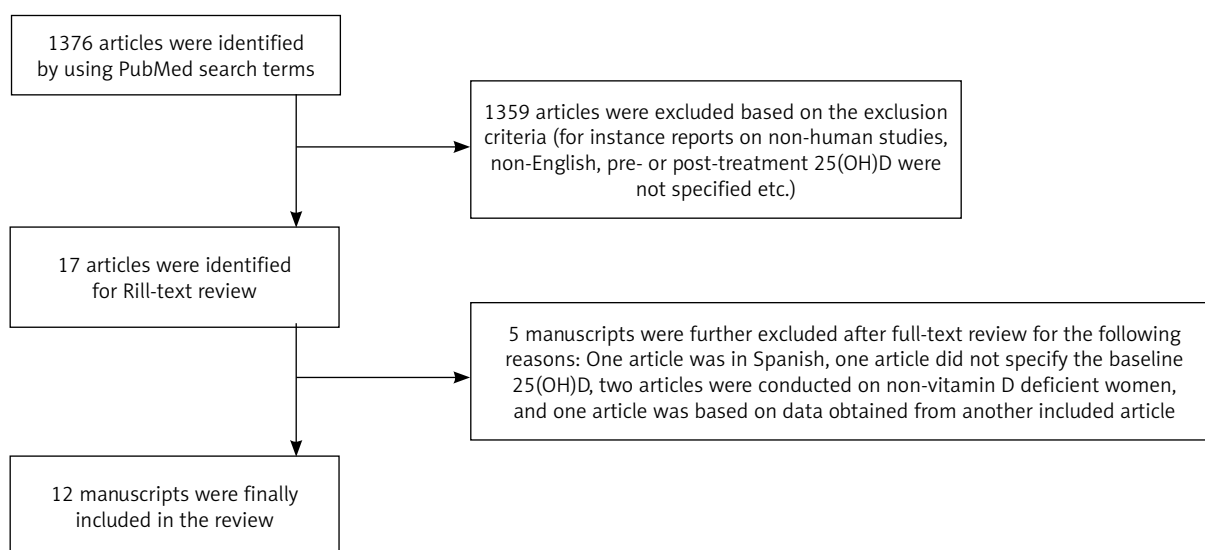 1376 articles were identified
by using PubMed search terms
1359 articles were excluded based on the exclusion
criteria (for instance reports on non-human studies,
non-English, pre- or post-treatment 25(OH)D were
not specified etc.)
17 articles were identified
for Rill-text review
5 manuscripts were further excluded after full-text review for the following
reasons: One article was in Spanish, one article did not specify the baseline
25(OH)D, two articles were conducted on non-vitamin D deficient women,
and one article was based on data obtained from another included article
12 manuscripts were finally
included in the review